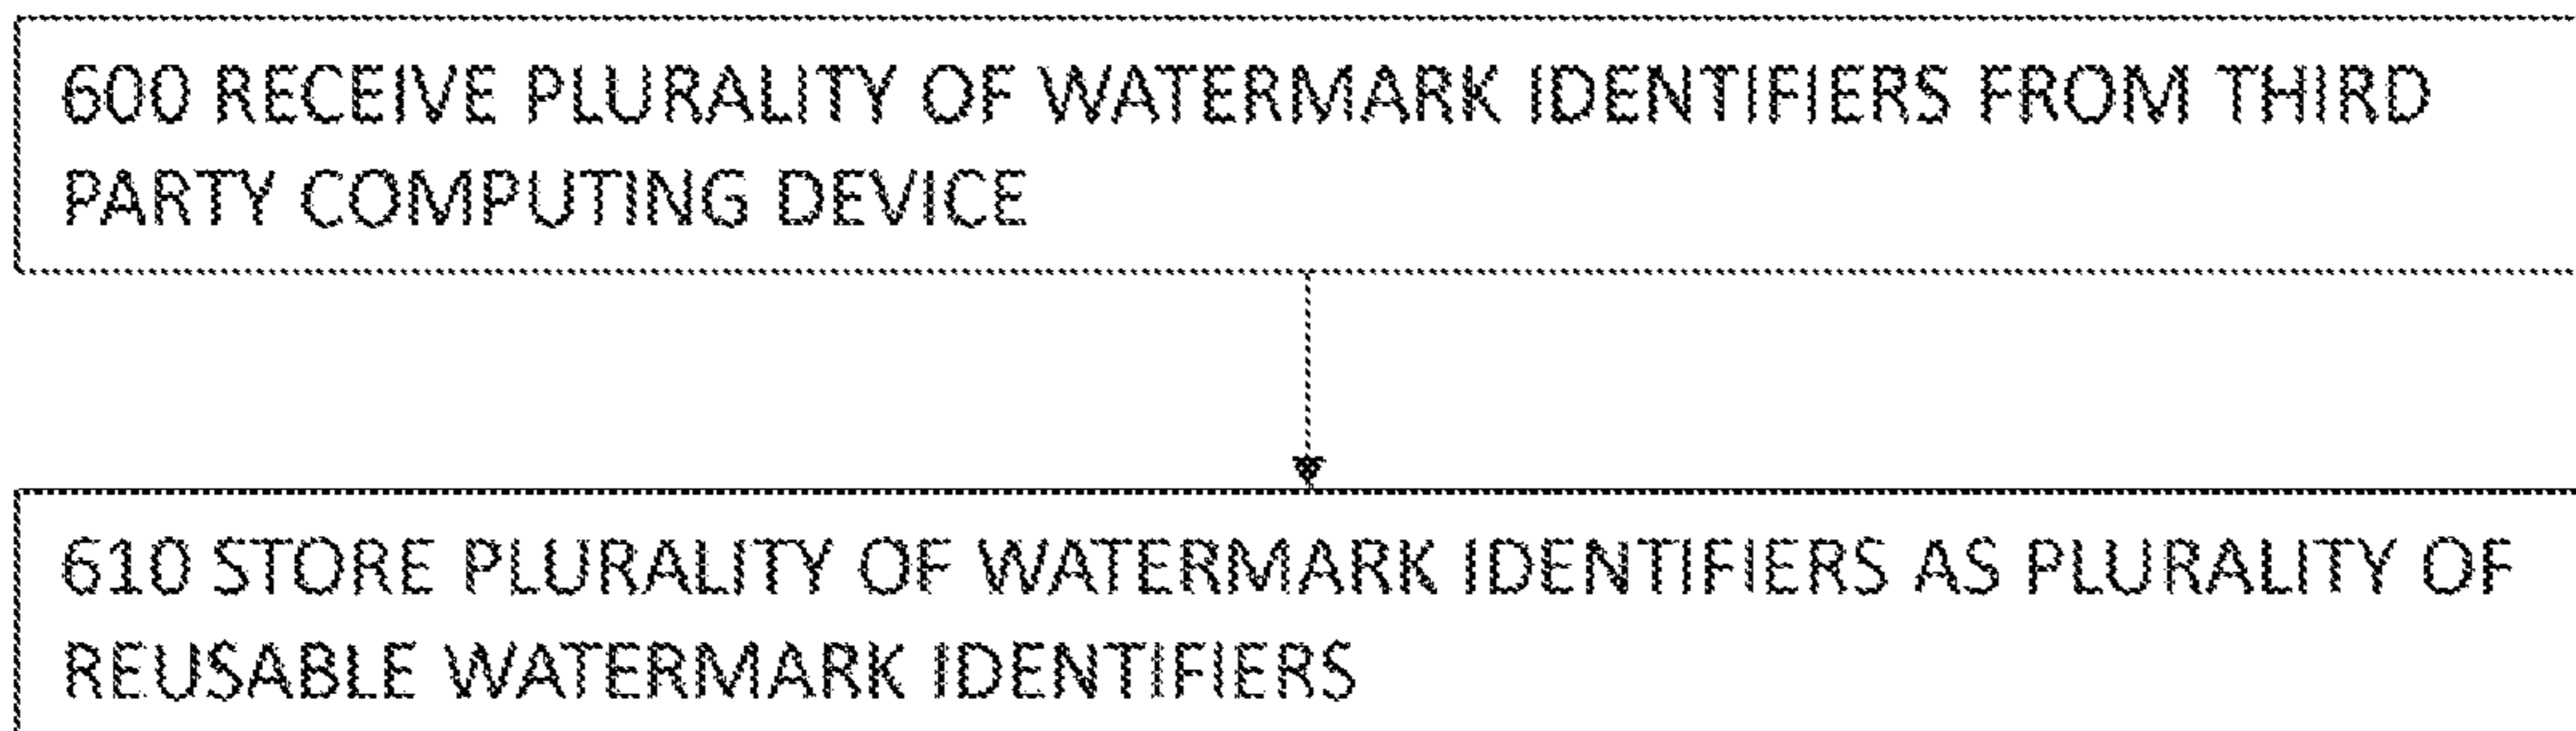 600 RECEIVE PLURALITY OF WATERMARK IDENTIFIERS FROM THIRD
PARTY COMPUTING DEVICE
610 STORE PLURALITY OF WATERMARK IDENTIFIERS AS PLURALITY OF
REUSABLE WATERMARK IDENTIFIERS